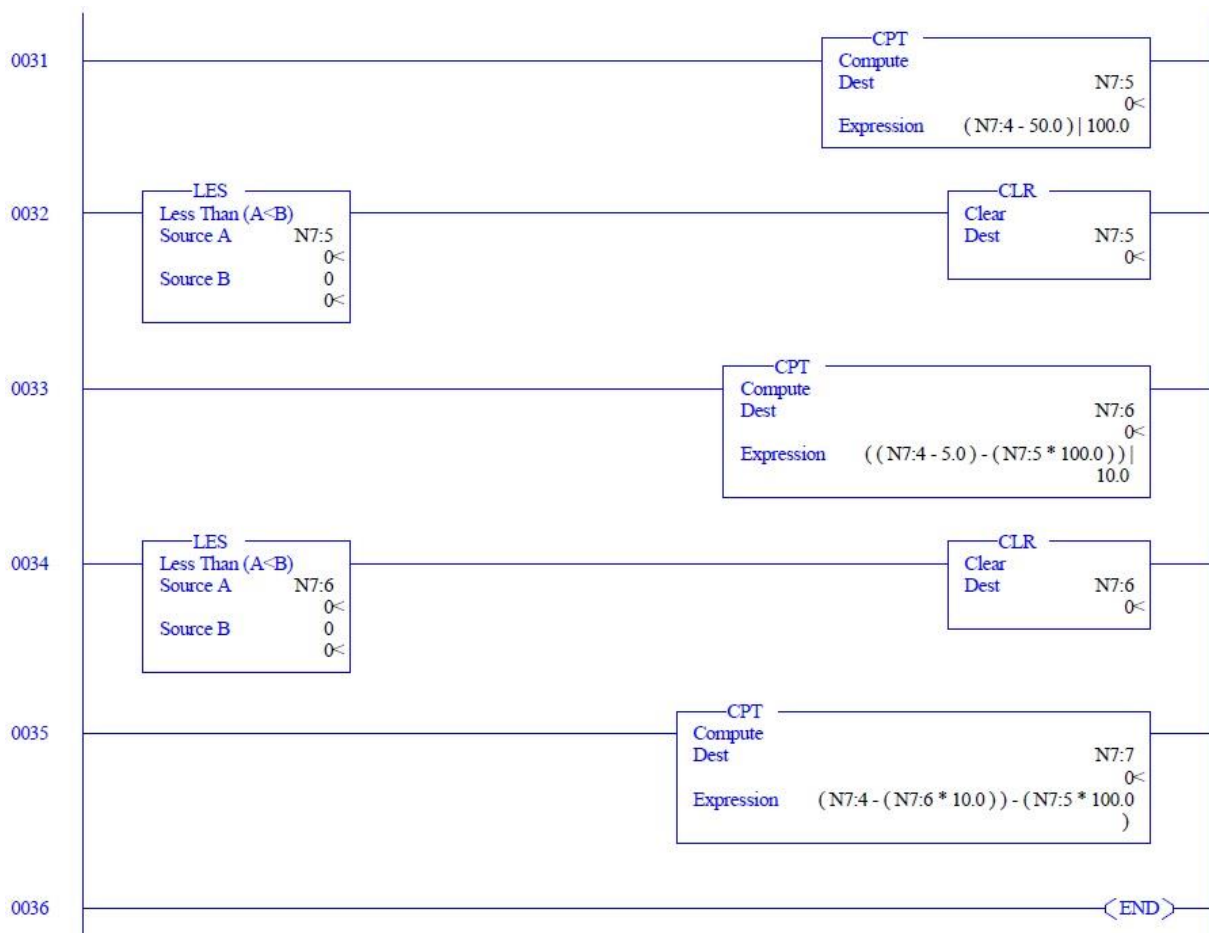 0031
CPT
Compute
Dest N7:5
0<
Expression ( N7:4 - 50.0 ) | 100.0
0032
LES
Less Than (A<B)
Source A N7:5
0<
Source B 0
0<
CLR
Clear
Dest N7:5
0<
0033
CPT
Compute
Dest N7:6
0<
Expression ( ( N7:4 - 5.0 ) - ( N7:5 * 100.0 ) ) |
10.0
0034
LES
Less Than (A<B)
Source A N7:6
0<
Source B 0
0<
CLR
Clear
Dest N7:6
0<
0035
CPT
Compute
Dest N7:7
0<
Expression ( N7:4 - ( N7:6 * 10.0 ) ) - ( N7:5 * 100.0
)
0036
END